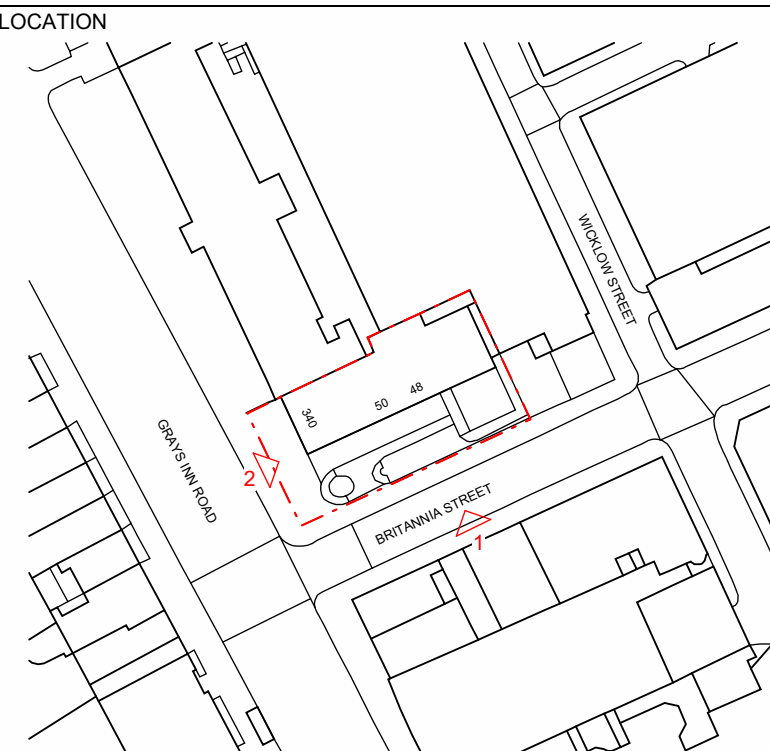 LOCATION
WICKLOW STREET
340
50
48
GRAYS INN ROAD
2
BRITANNIA STREET
1